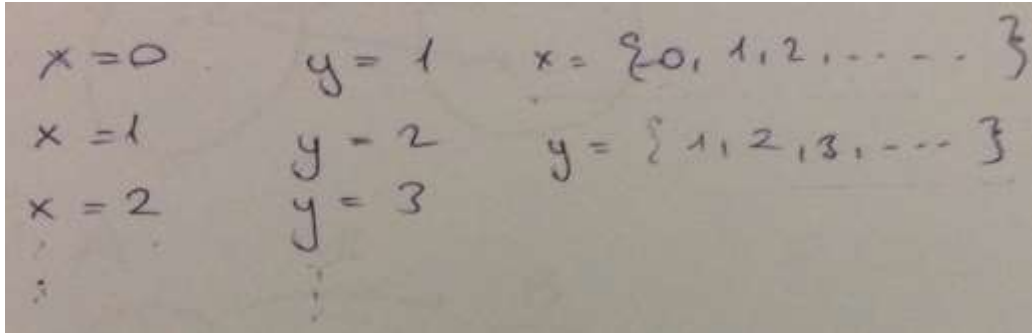 x = 0 y = 1 x = {0, 1, 2, ..... }
x = 1 y = 2 y = {1, 2, 3, .... }
x = 2 y = 3